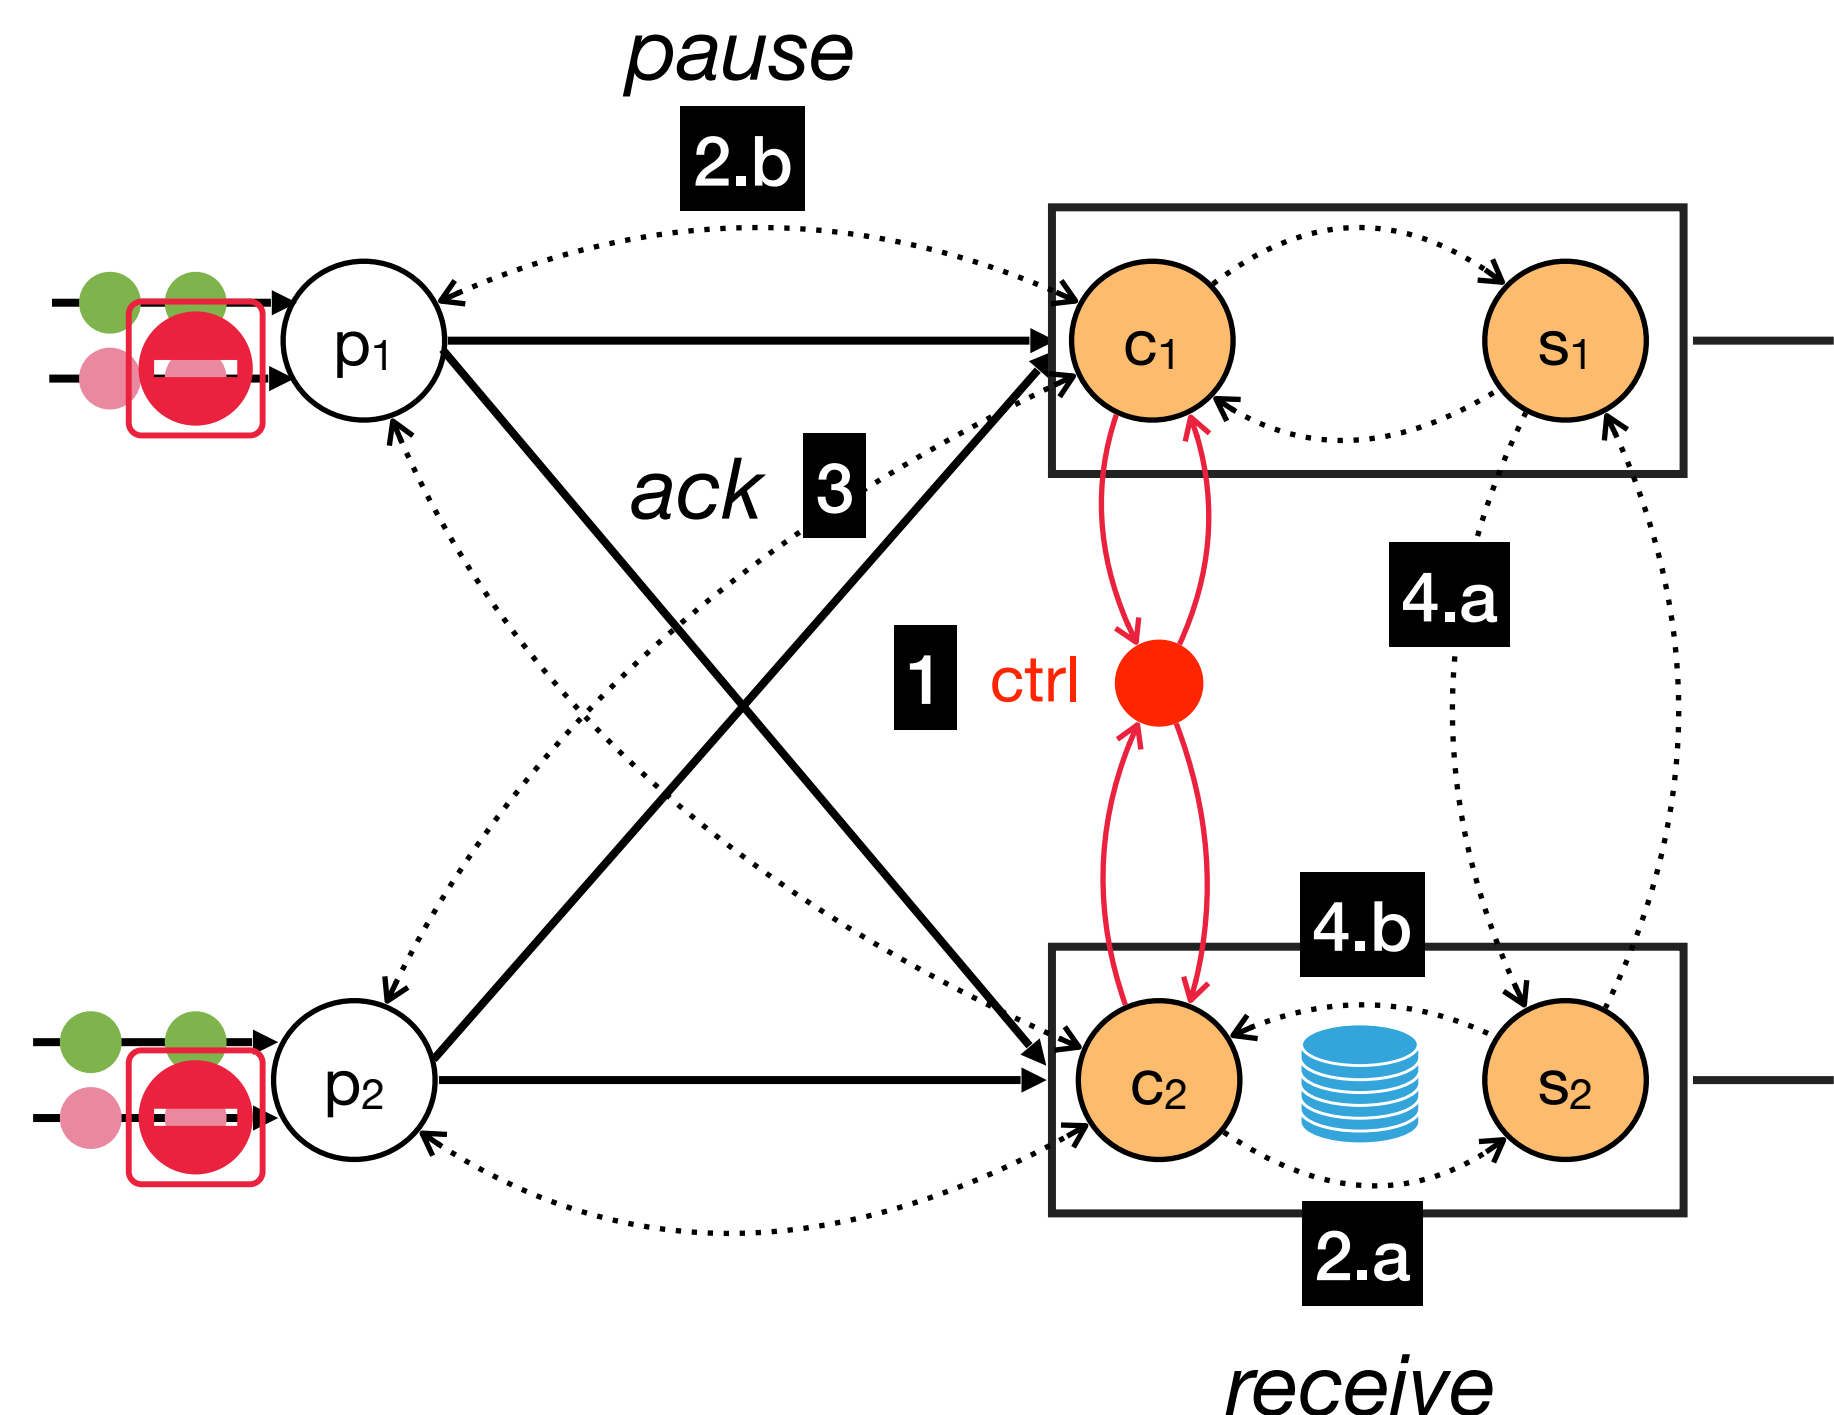 pause
2.b
p1
c1
s1
ack
3
4.a
1
ctrl
4.b
p2
c2
s2
2.a
receive